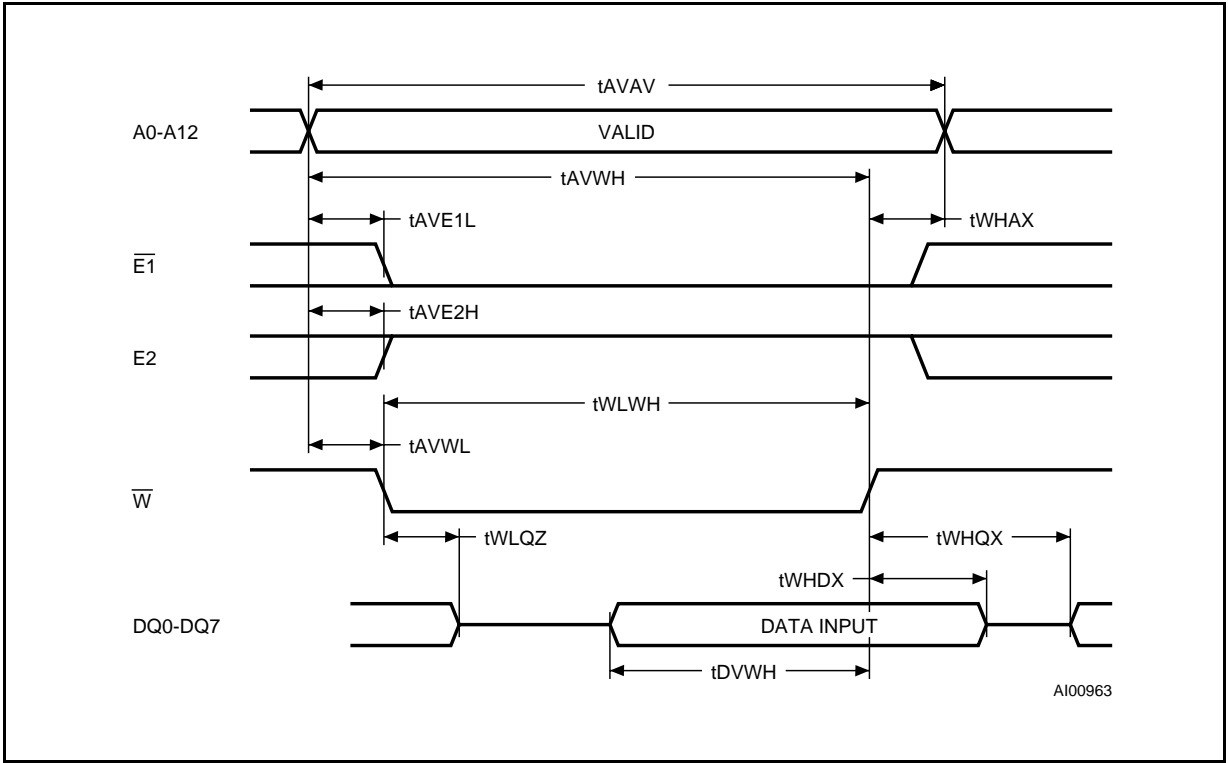 tAVAV
A0-A12
VALID
tAVWH
tAVE1L
tWHAX
E1
tAVE2H
E2
tWLWH
tAVWL
W
tWLQZ
tWHQX
tWHDX
DQ0-DQ7
DATA INPUT
tDVWH
AI00963